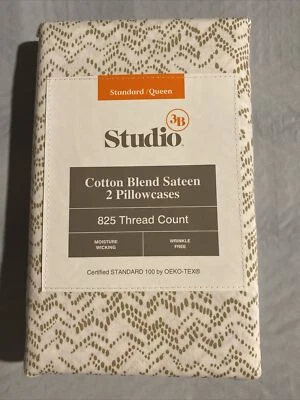 Standard/Queen
Studio 3B
Cotton Blend Sateen
2 Pillowcases
825 Thread Count
MOISTURE WICKING
WRINKLE FREE
Certified STANDARD 100 by OEKO-TEX®